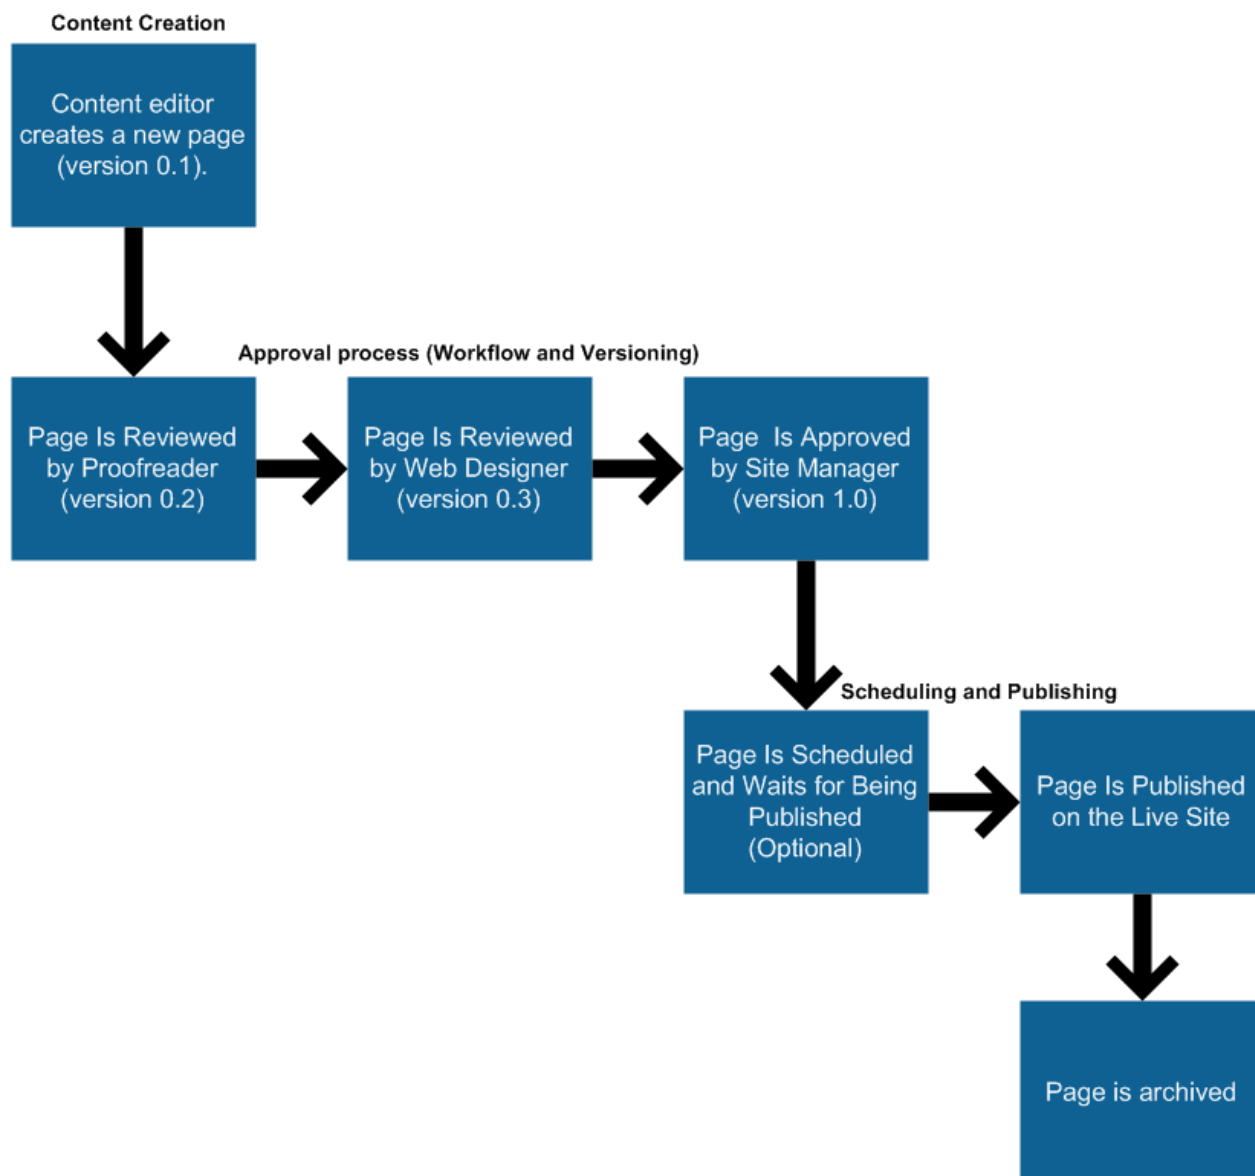 Content Creation
Content editor
creates a new page
(version 0.1).
Approval process (Workflow and Versioning)
Page Is Reviewed
by Proofreader
(version 0.2)
Page Is Reviewed
by Web Designer
(version 0.3)
Page  Is Approved
by Site Manager
(version 1.0)
Scheduling and Publishing
Page Is Scheduled
and Waits for Being
Published
(Optional)
Page Is Published
on the Live Site
Page is archived